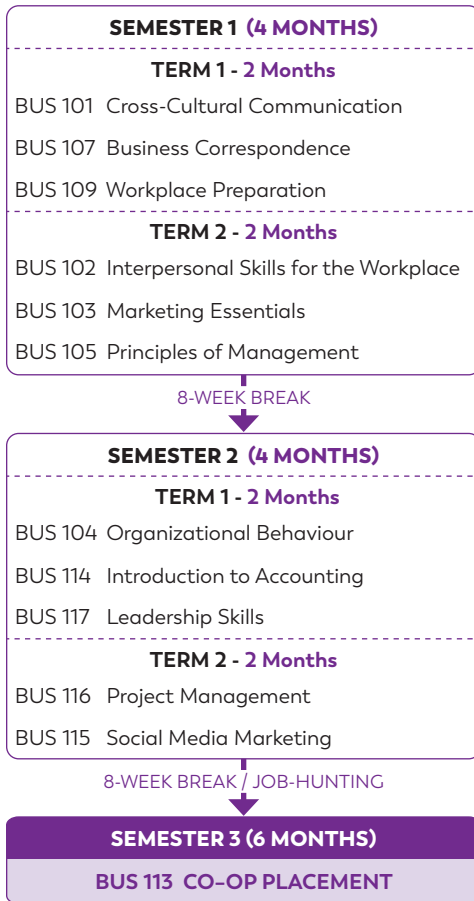 SEMESTER 1 (4 MONTHS)
TERM 1 - 2 Months
BUS 101 Cross-Cultural Communication
BUS 107 Business Correspondence
BUS 109 Workplace Preparation
TERM 2 - 2 Months
BUS 102 Interpersonal Skills for the Workplace
BUS 103 Marketing Essentials
BUS 105 Principles of Management
8-WEEK BREAK
SEMESTER 2 (4 MONTHS)
TERM 1 - 2 Months
BUS 104 Organizational Behaviour
BUS 114 Introduction to Accounting
BUS 117 Leadership Skills
TERM 2 - 2 Months
BUS 116 Project Management
BUS 115 Social Media Marketing
8-WEEK BREAK / JOB-HUNTING
SEMESTER 3 (6 MONTHS)
BUS 113 CO-OP PLACEMENT